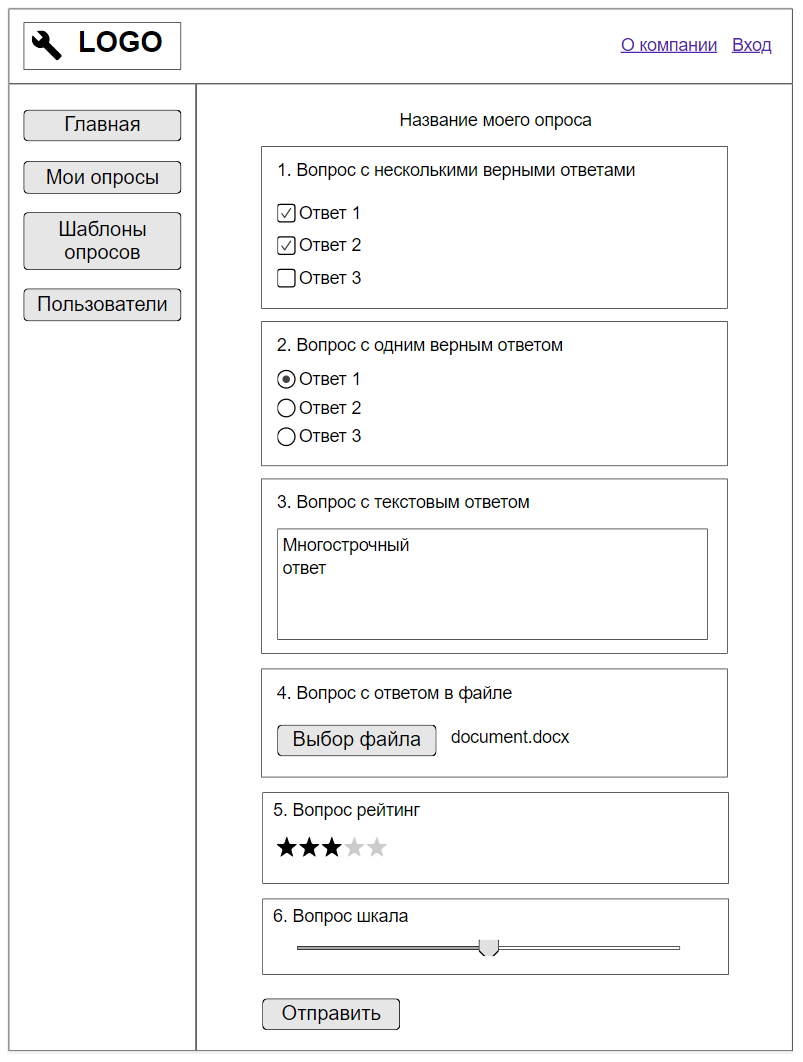 LOGO
О компании Вход
Главная
Мои опросы
Шаблоны
опросов
Пользователи
Название моего опроса
1. Вопрос с несколькими верными ответами
Ответ 1
Ответ 2
Ответ 3
2. Вопрос с одним верным ответом
Ответ 1
Ответ 2
Ответ 3
3. Вопрос с текстовым ответом
Многострочный
ответ
4. Вопрос с ответом в файле
Выбор файла document.docx
5. Вопрос рейтинг
6. Вопрос шкала
Отправить